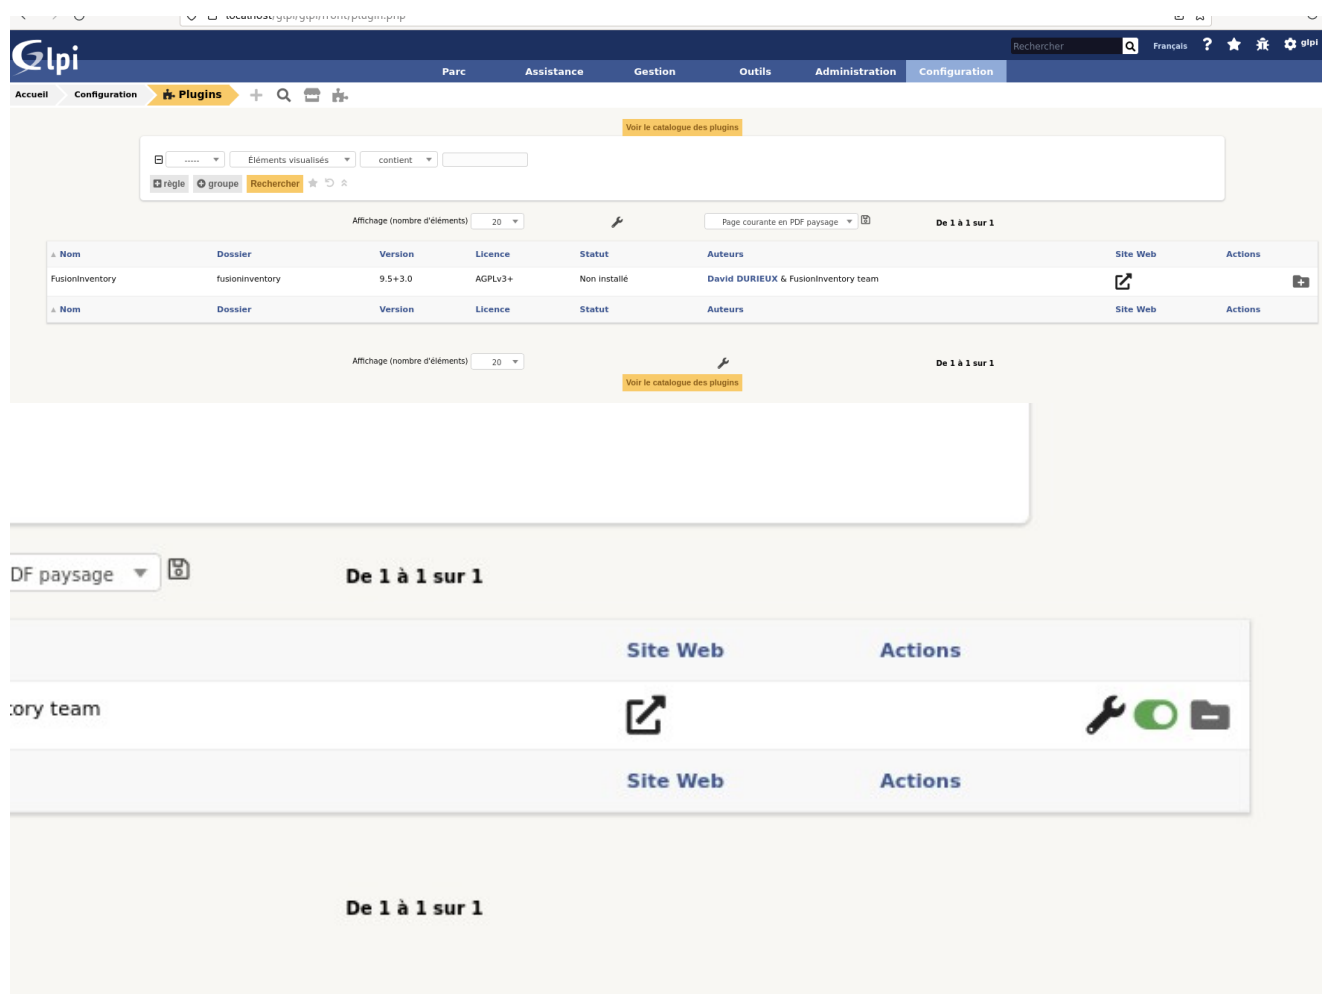 localhost/glpi/glpi/front/plugin.php
Glpi
Rechercher Français ? glpi
Parc Assistance Gestion Outils Administration Configuration
Accueil Configuration Plugins
Voir le catalogue des plugins
----- Éléments visualisés contient
règle groupe Rechercher
Affichage (nombre d'éléments) 20 Page courante en PDF paysage De 1 à 1 sur 1
Nom Dossier Version Licence Statut Auteurs Site Web Actions
FusionInventory fusioninventory 9.5+3.0 AGPLv3+ Non installé David DURIEUX & FusionInventory team
Nom Dossier Version Licence Statut Auteurs Site Web Actions
Affichage (nombre d'éléments) 20 De 1 à 1 sur 1
Voir le catalogue des plugins
DF paysage De 1 à 1 sur 1
Site Web Actions
tory team
Site Web Actions
De 1 à 1 sur 1